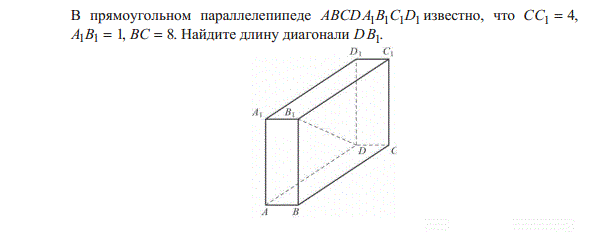 В прямоугольном параллелепипеде ABCDA₁B₁C₁D₁ известно, что CC₁ = 4,
A₁B₁ = 1, BC = 8. Найдите длину диагонали DB₁.
D₁ C₁
A₁ B₁
D C
A B